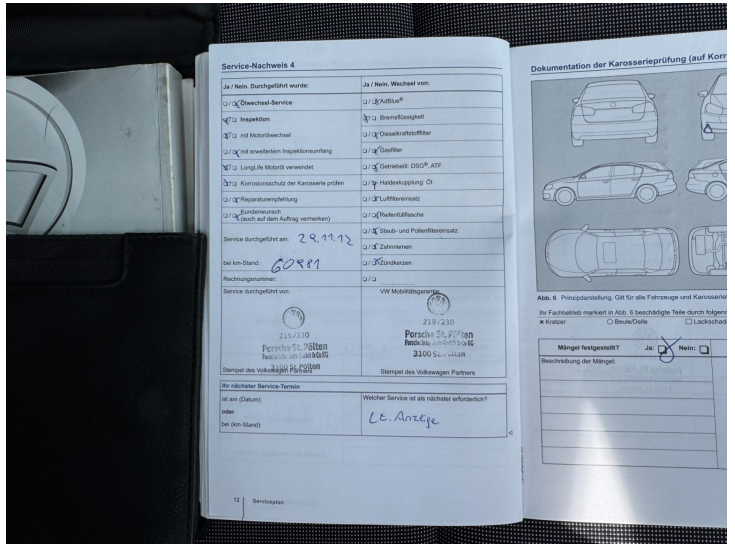 Service-Nachweis 4
Ja / Nein. Durchgeführt wurde:
Ja / Nein. Wechsel von:
Ölwechsel-Service
AdBlue®
Inspektion
Bremsflüssigkeit
mit Motorölwechsel
Dieselkraftstofffilter
mit erweitertem Inspektionsumfang
Gasfilter
LongLife Motoröl verwendet
Getriebeöl: DSG®, ATF
Korrosionsschutz der Karosserie prüfen
Haldexkupplung: Öl
Reparaturempfehlung
Luftfiltereinsatz
Kundenwunsch
(auch auf dem Auftrag vermerken)
Reifenfüllflasche
Staub- und Pollenfiltereinsatz
Service durchgeführt am: 29.11.12
Zahnriemen
bei km-Stand: 60981
Zündkerzen
Rechnungsnummer:
Service durchgeführt von:
VW Mobilitätsgarantie:
219/230
Porsche St. Pölten
3100 St. Pölten
Stempel des Volkswagen Partners
219/230
Porsche St. Pölten
3100 St. Pölten
Stempel des Volkswagen Partners
Ihr nächster Service-Termin
ist am (Datum):
oder
bei (km-Stand):
Welcher Service ist als nächster erforderlich?
Lt. Anzeige
12 Serviceplan
Dokumentation der Karosserieprüfung (auf Korr
Abb. 6 Prinzipdarstellung. Gilt für alle Fahrzeuge und Karosserie
Ihr Fachbetrieb markiert in Abb. 6 beschädigte Teile durch folgend
Kratzer
Beule/Delle
Lackschad
Mängel festgestellt? Ja: Nein:
Beschreibung der Mängel: